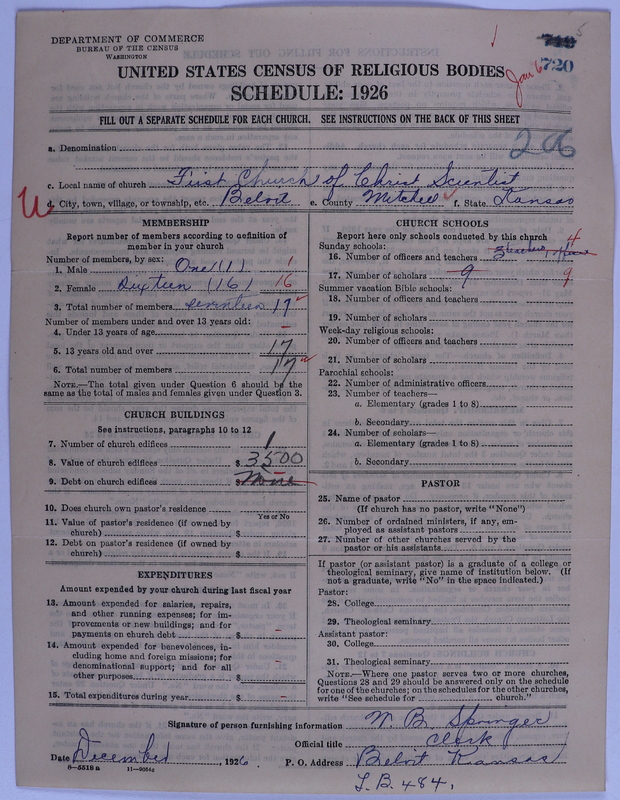 DEPARTMENT OF COMMERCE
BUREAU OF THE CENSUS
WASHINGTON
720
Jan 6
UNITED STATES CENSUS OF RELIGIOUS BODIES
SCHEDULE: 1926
FILL OUT A SEPARATE SCHEDULE FOR EACH CHURCH. SEE INSTRUCTIONS ON THE BACK OF THIS SHEET
206
a. Denomination
c. Local name of church First Church of Christ Scientist
d. City, town, village, or township, etc. Beloit e. County Mitchell f. State Kansas
MEMBERSHIP
Report number of members according to definition of
member in your church
Number of members, by sex:
1. Male One (1) 1
2. Female Sixteen (16) 16
3. Total number of members seventeen 17
Number of members under and over 13 years old:
4. Under 13 years of age –
5. 13 years old and over 17
6. Total number of members 17
NOTE.—The total given under Question 6 should be the
same as the total of males and females given under Question 3.
CHURCH BUILDINGS
See instructions, paragraphs 10 to 12
7. Number of church edifices 1
8. Value of church edifices $ 3500
9. Debt on church edifices $ None
10. Does church own pastor's residence
Yes or No
11. Value of pastor's residence (if owned by
church) $
12. Debt on pastor's residence (if owned by
church) $
EXPENDITURES
Amount expended by your church during last fiscal year
13. Amount expended for salaries, repairs,
and other running expenses; for im-
provements or new buildings; and for
payments on church debt $ –
14. Amount expended for benevolences, in-
cluding home and foreign missions; for
denominational support; and for all
other purposes $ –
15. Total expenditures during year $ –
CHURCH SCHOOLS
Report here only schools conducted by this church
Sunday schools:
16. Number of officers and teachers 3 teachers, 4
17. Number of scholars 9 9
Summer vacation Bible schools:
18. Number of officers and teachers
19. Number of scholars
Week-day religious schools:
20. Number of officers and teachers
21. Number of scholars
Parochial schools:
22. Number of administrative officers
23. Number of teachers—
a. Elementary (grades 1 to 8)
b. Secondary
24. Number of scholars—
a. Elementary (grades 1 to 8)
b. Secondary
PASTOR
25. Name of pastor
(If church has no pastor, write "None")
26. Number of ordained ministers, if any, em-
ployed as assistant pastors
27. Number of other churches served by the
pastor or his assistants
If pastor (or assistant pastor) is a graduate of a college or
theological seminary, give name of institution below. (If
not a graduate, write "No" in the space indicated.)
Pastor:
28. College
29. Theological seminary
Assistant pastor:
30. College
31. Theological seminary
NOTE.—Where one pastor serves two or more churches,
Questions 28 and 29 should be answered only on the schedule
for one of the churches; on the schedules for the other churches,
write "See schedule for church."
Signature of person furnishing information W. B. Springer
Official title Clerk
Date December, 1926 P. O. Address Beloit Kansas
8—5518 a 11—9054
L.B. 484,